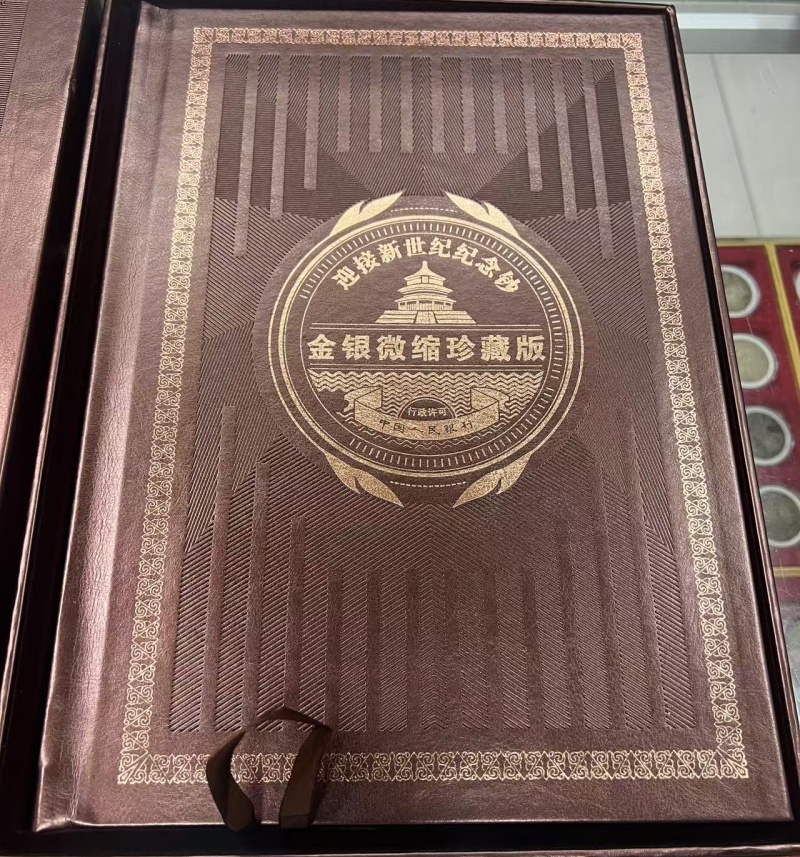 迎接新世纪纪念钞
金银微缩珍藏版
行政许可
中国人民银行